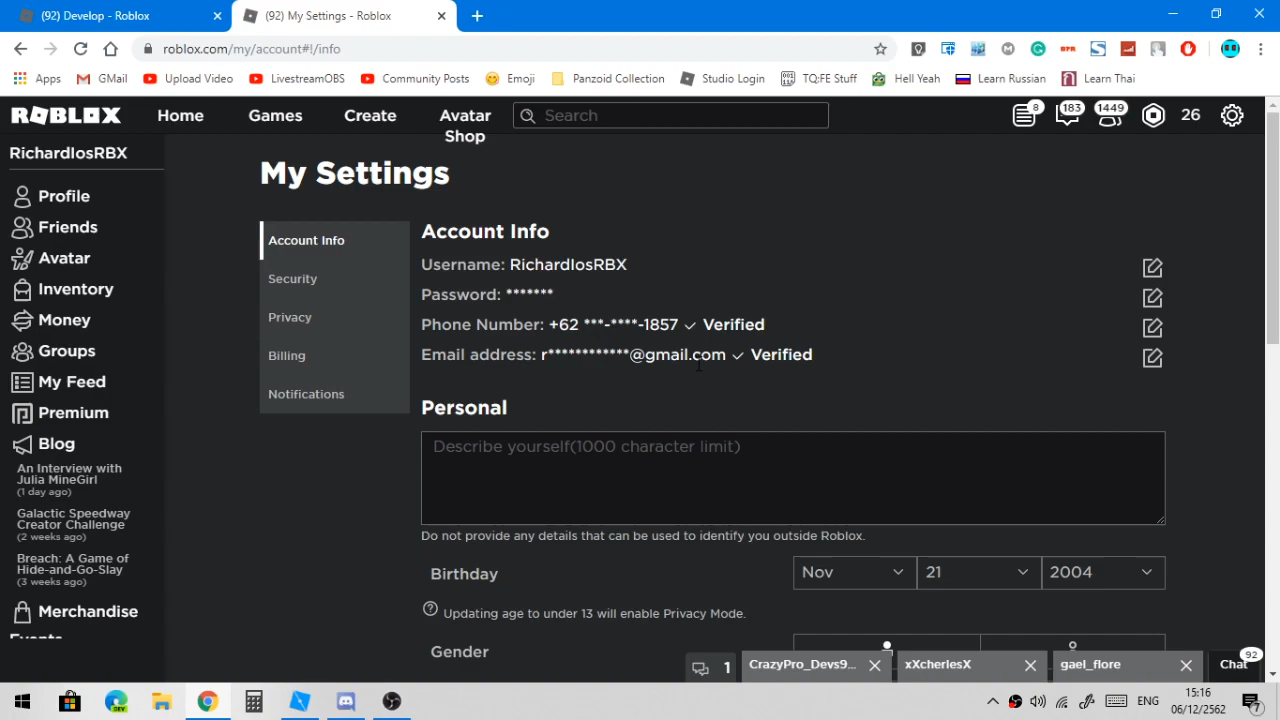 (92) Develop - Roblox
(92) My Settings - Roblox
roblox.com/my/account#!/info
Apps
GMail
Upload Video
LivestreamOBS
Community Posts
Emoji
Panzoid Collection
Studio Login
TQ:FE Stuff
Hell Yeah
Learn Russian
Learn Thai
ROBLOX
Home
Games
Create
Avatar Shop
Search
8
183
1449
26
RichardIosRBX
Profile
Friends
Avatar
Inventory
Money
Groups
My Feed
Premium
Blog
An Interview with
Julia MineGirl
(1 day ago)
Galactic Speedway
Creator Challenge
(2 weeks ago)
Breach: A Game of
Hide-and-Go-Slay
(3 weeks ago)
Merchandise
Events
My Settings
Account Info
Security
Privacy
Billing
Notifications
Account Info
Username: RichardIosRBX
Password: *******
Phone Number: +62 ***-****-1857 ✓ Verified
Email address: r************@gmail.com ✓ Verified
Personal
Describe yourself(1000 character limit)
Do not provide any details that can be used to identify you outside Roblox.
Birthday
Nov
21
2004
Updating age to under 13 will enable Privacy Mode.
Gender
1
CrazyPro_Devs9...
xXcherlesX
gael_flore
Chat
92
DEV
ENG
15:16
06/12/2562
7